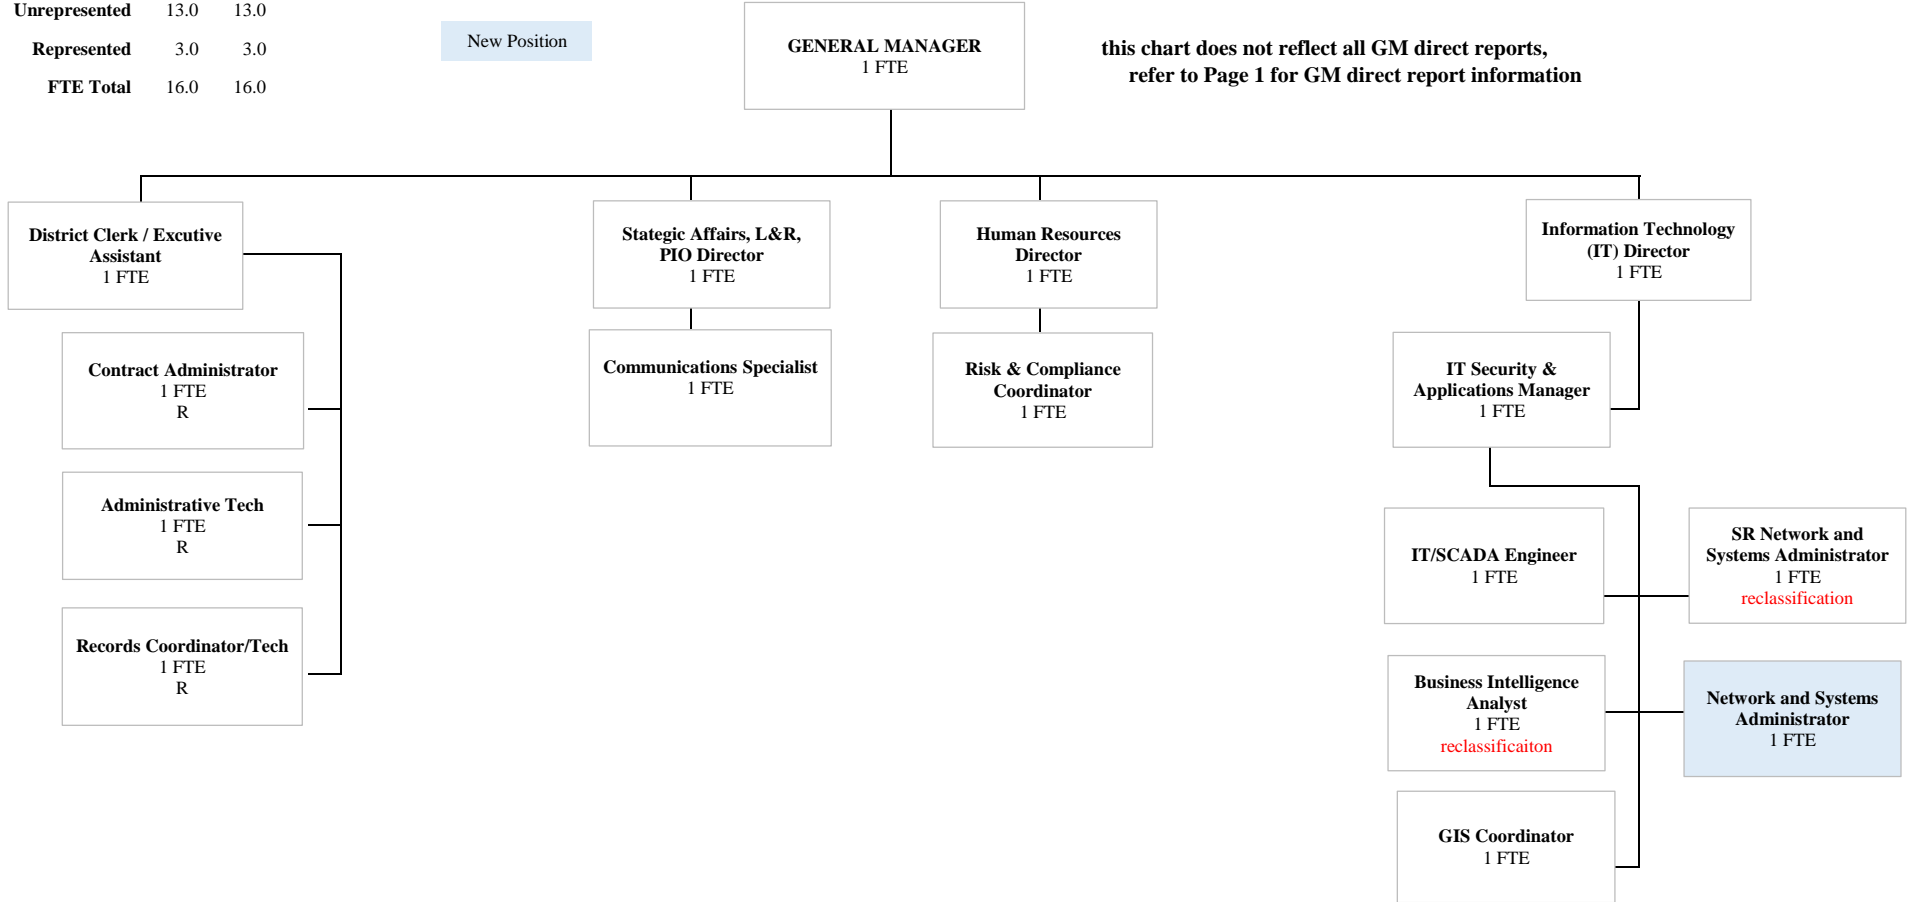 Unrepresented 13.0 13.0
Represented 3.0 3.0
FTE Total 16.0 16.0
New Position
GENERAL MANAGER
1 FTE
this chart does not reflect all GM direct reports,
refer to Page 1 for GM direct report information
District Clerk / Excutive
Assistant
1 FTE
Stategic Affairs, L&R,
PIO Director
1 FTE
Human Resources
Director
1 FTE
Information Technology
(IT) Director
1 FTE
Contract Administrator
1 FTE
R
Communications Specialist
1 FTE
Risk & Compliance
Coordinator
1 FTE
IT Security &
Applications Manager
1 FTE
Administrative Tech
1 FTE
R
IT/SCADA Engineer
1 FTE
SR Network and
Systems Administrator
1 FTE
reclassification
Records Coordinator/Tech
1 FTE
R
Business Intelligence
Analyst
1 FTE
reclassificaiton
Network and Systems
Administrator
1 FTE
GIS Coordinator
1 FTE